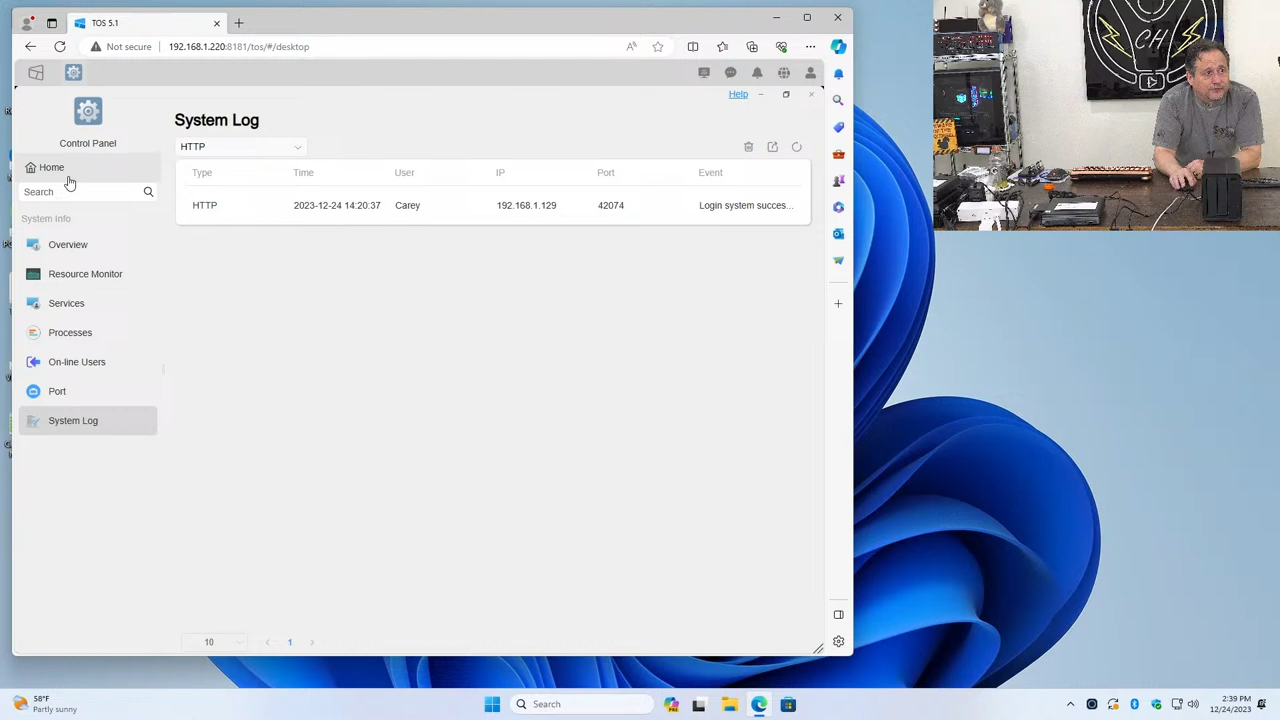 TOS 5.1
Not secure 192.168.1.220:8181/tos/#/desktop
Help
Control Panel
Home
Search
System Info
Overview
Resource Monitor
Services
Processes
On-line Users
Port
System Log
System Log
HTTP
Type Time User IP Port Event
HTTP 2023-12-24 14:20:37 Carey 192.168.1.129 42074 Login system succes...
10 1
CH
58°F
Partly sunny
Search
2:39 PM
12/24/2023